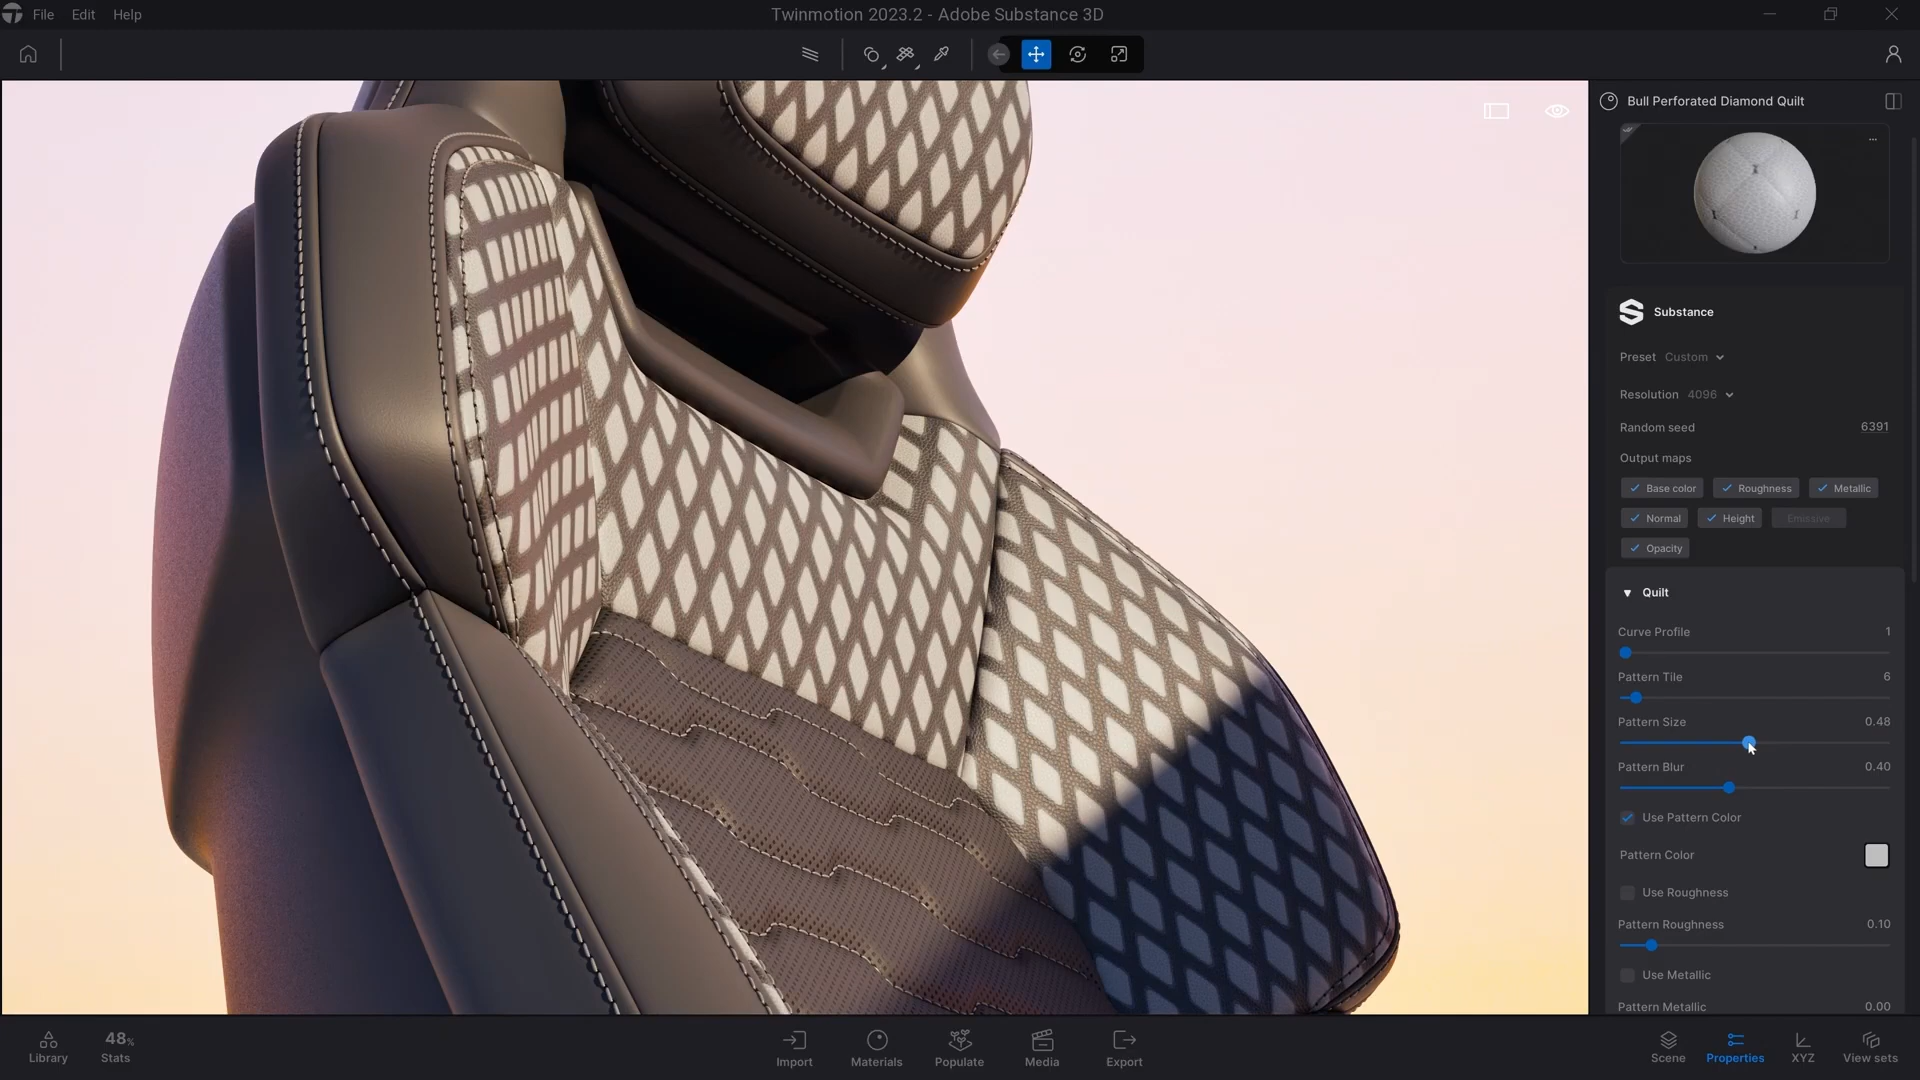 File Edit Help
Twinmotion 2023.2 - Adobe Substance 3D
Bull Perforated Diamond Quilt
Substance
Preset Custom
Resolution 4096
Random seed 6391
Output maps
Base color Roughness Metallic
Normal Height Emissive
Opacity
Quilt
Curve Profile 1
Pattern Tile 6
Pattern Size 0.48
Pattern Blur 0.40
Use Pattern Color
Pattern Color
Use Roughness
Pattern Roughness 0.10
Use Metallic
Pattern Metallic 0.00
Library
48%
Stats
Import Materials Populate Media Export
Scene Properties XYZ View sets